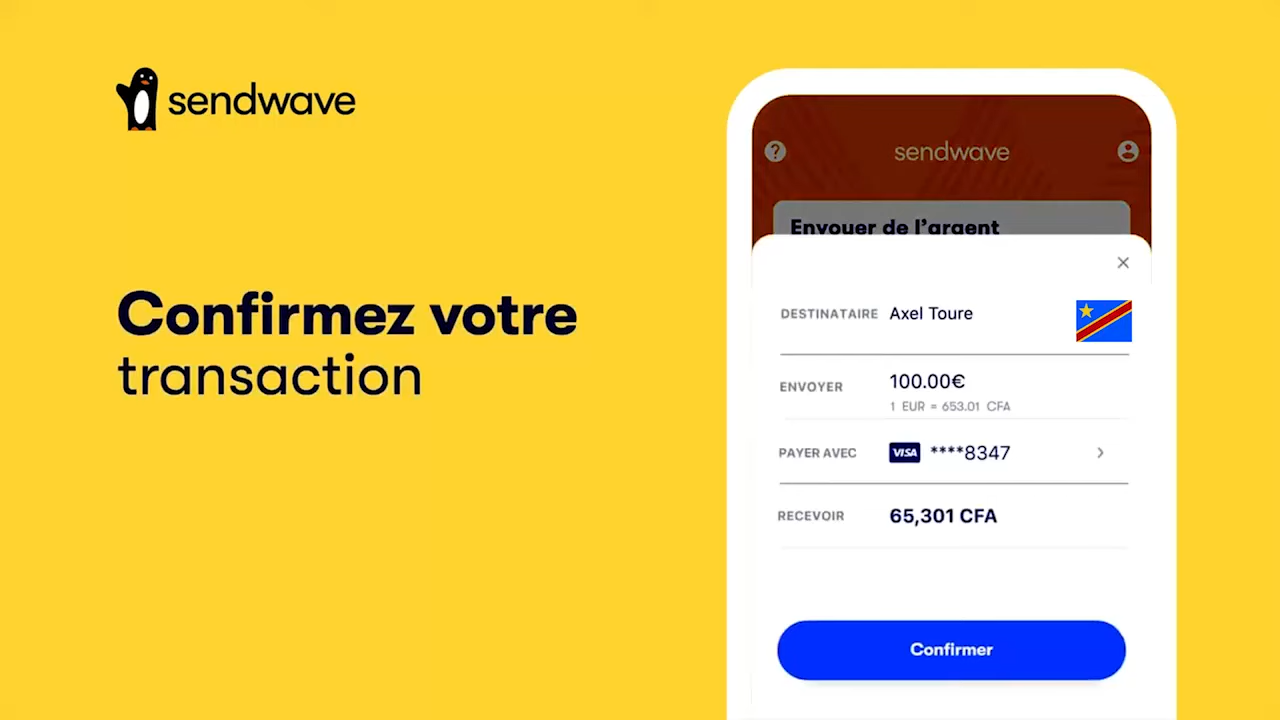 sendwave
Confirmez votre
transaction
?
sendwave
Envoyer de l'argent
DESTINATAIRE Axel Toure
ENVOYER 100.00€
1 EUR = 653.01 CFA
PAYER AVEC VISA ****8347
RECEVOIR 65,301 CFA
Confirmer